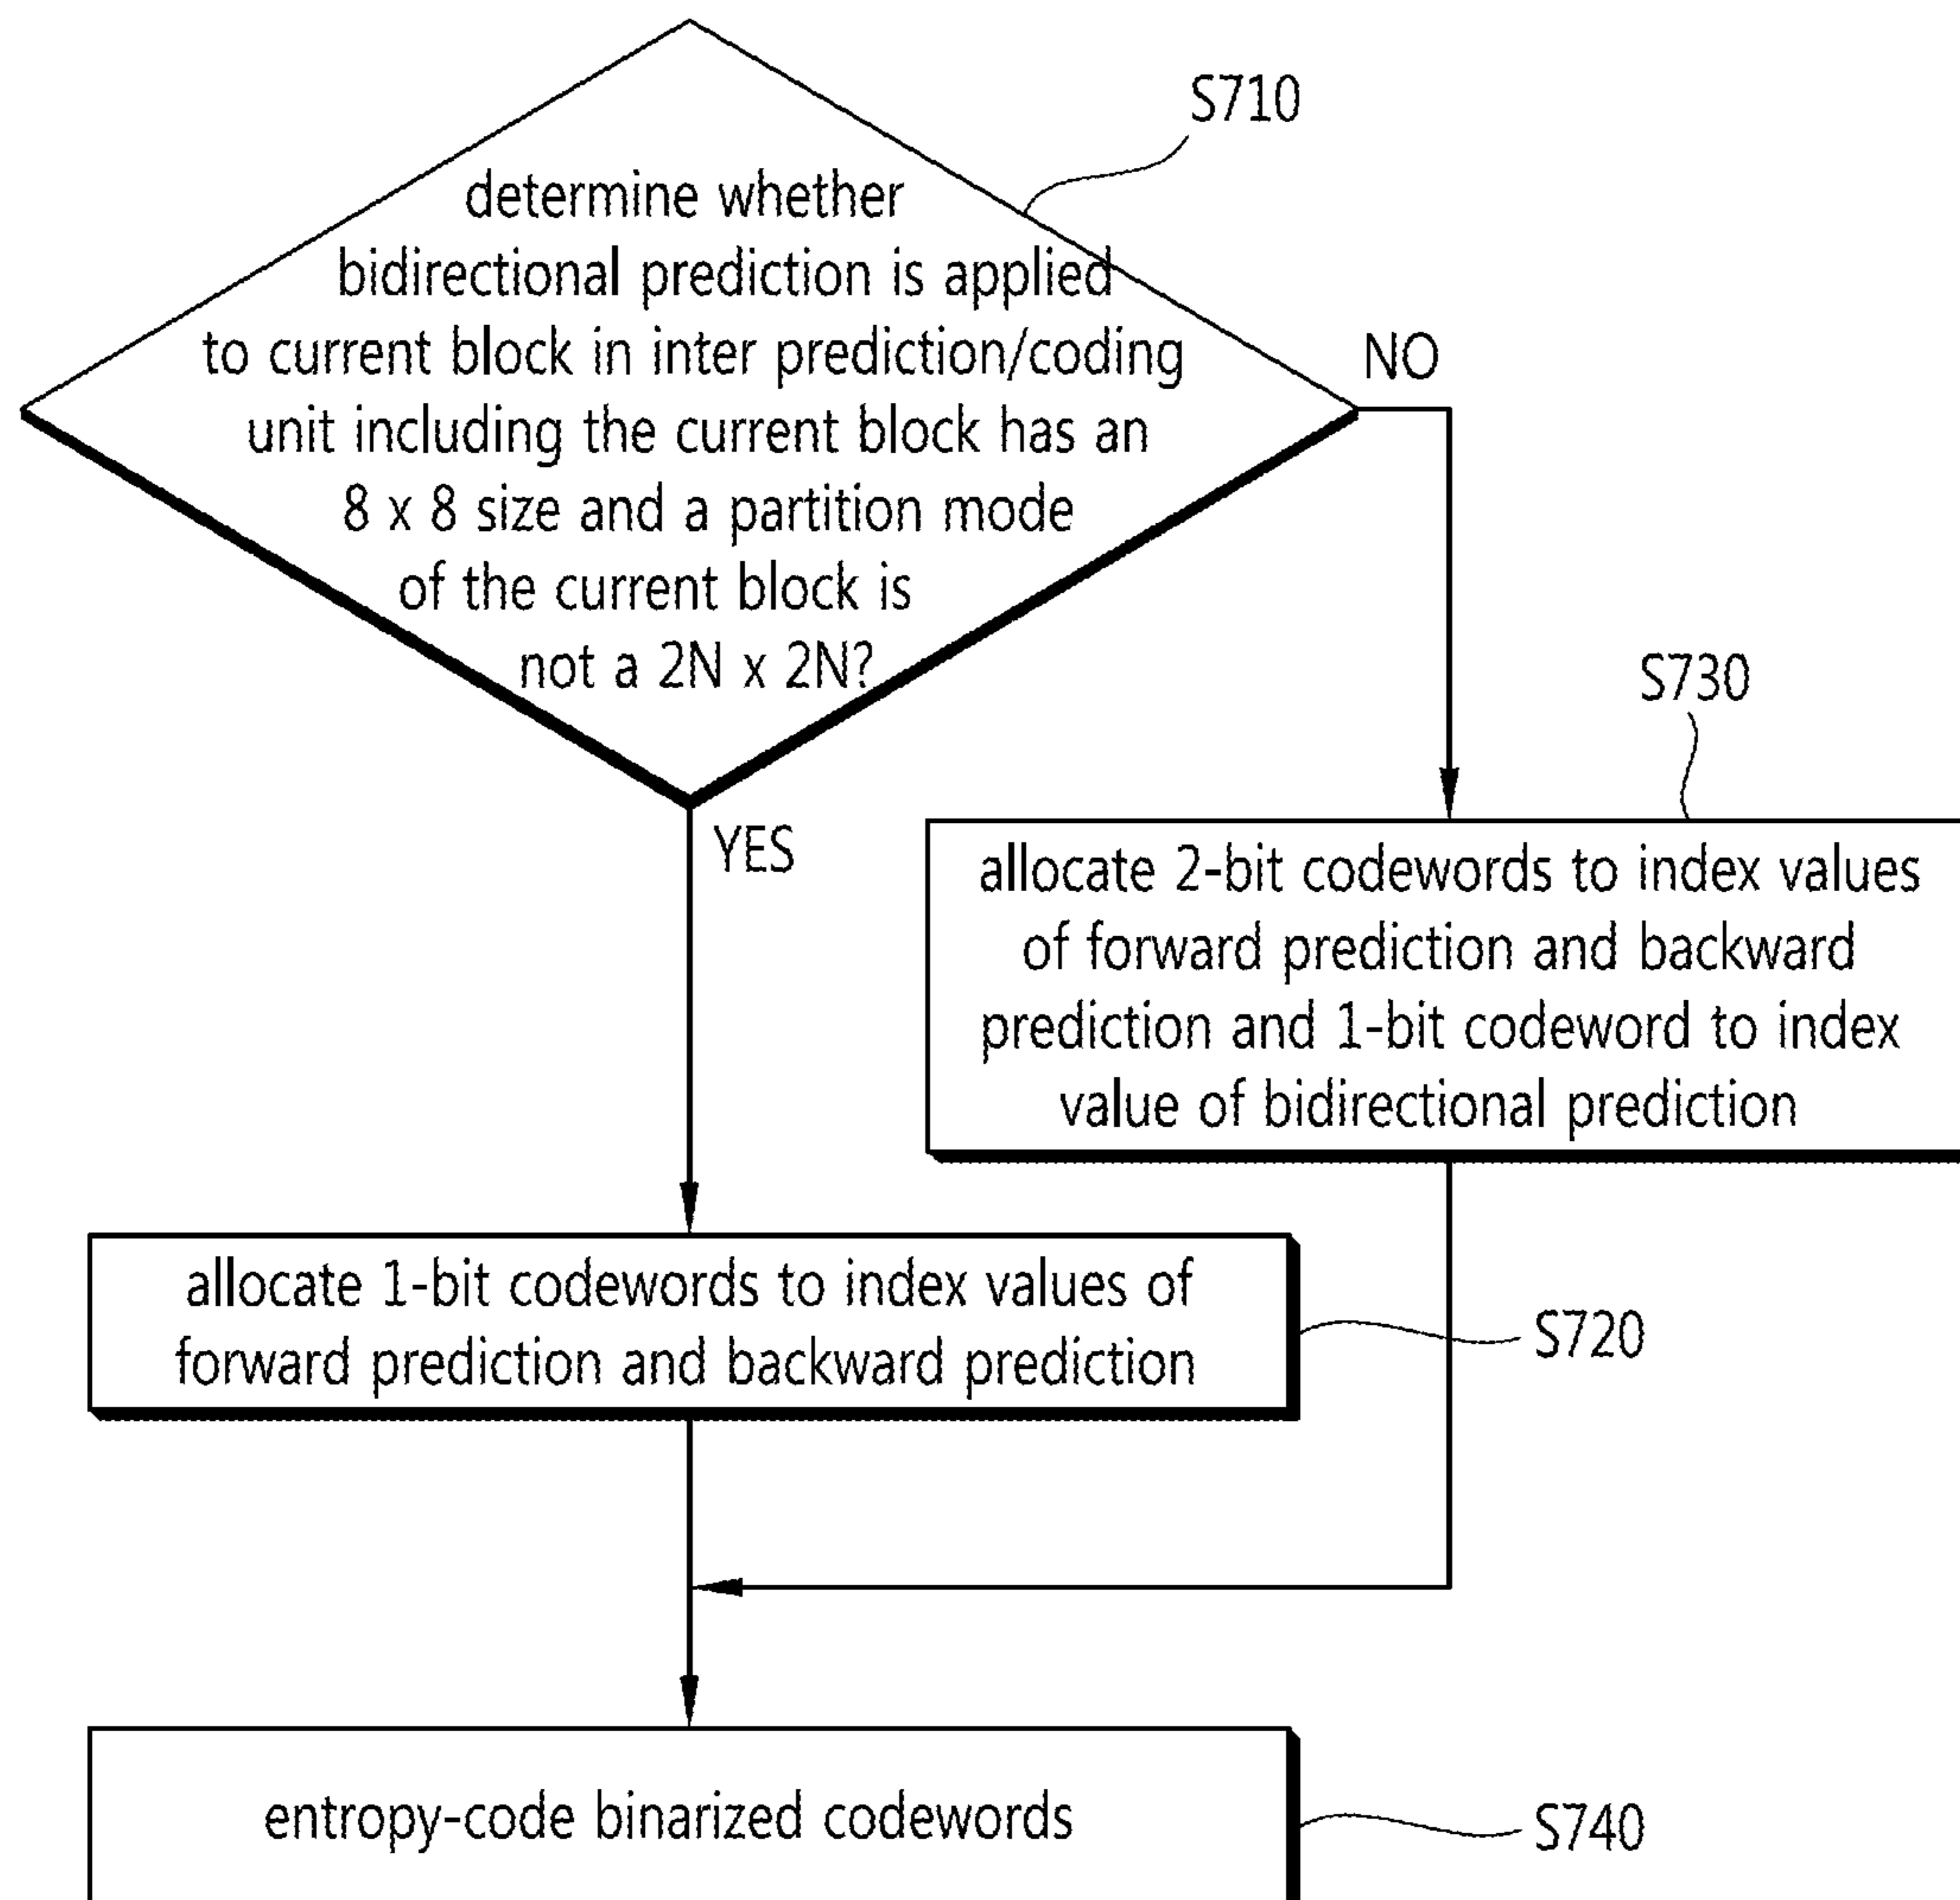 S710
determine whether
bidirectional prediction is applied
to current block in inter prediction/coding
unit including the current block has an
8 x 8 size and a partition mode
of the current block is
not a 2N x 2N?
NO
YES
S730
allocate 2-bit codewords to index values
of forward prediction and backward
prediction and 1-bit codeword to index
value of bidirectional prediction
allocate 1-bit codewords to index values of
forward prediction and backward prediction
S720
entropy-code binarized codewords
S740